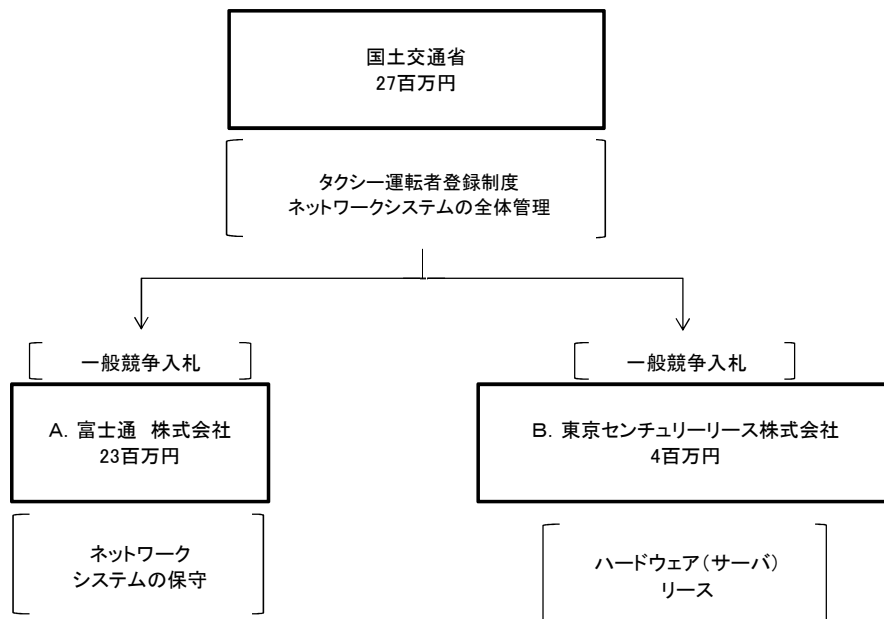 国土交通省
27百万円
タクシー運転者登録制度
ネットワークシステムの全体管理
一般競争入札
一般競争入札
A．富士通　株式会社
23百万円
B．東京センチュリーリース株式会社
4百万円
ネットワーク
システムの保守
ハードウェア（サーバ）
リース